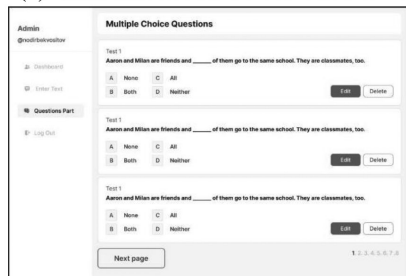 Admin
@nodirbekvositov
Dashboard
Enter Text
Questions Part
Log Out
Multiple Choice Questions
Test 1
Aaron and Milan are friends and ______ of them go to the same school. They are classmates, too.
A None C All
B Both D Neither
Edit Delete
Test 1
Aaron and Milan are friends and ______ of them go to the same school. They are classmates, too.
A None C All
B Both D Neither
Edit Delete
Test 1
Aaron and Milan are friends and ______ of them go to the same school. They are classmates, too.
A None C All
B Both D Neither
Edit Delete
Next page
1. 2. 3. 4. 5. 6. 7. 8